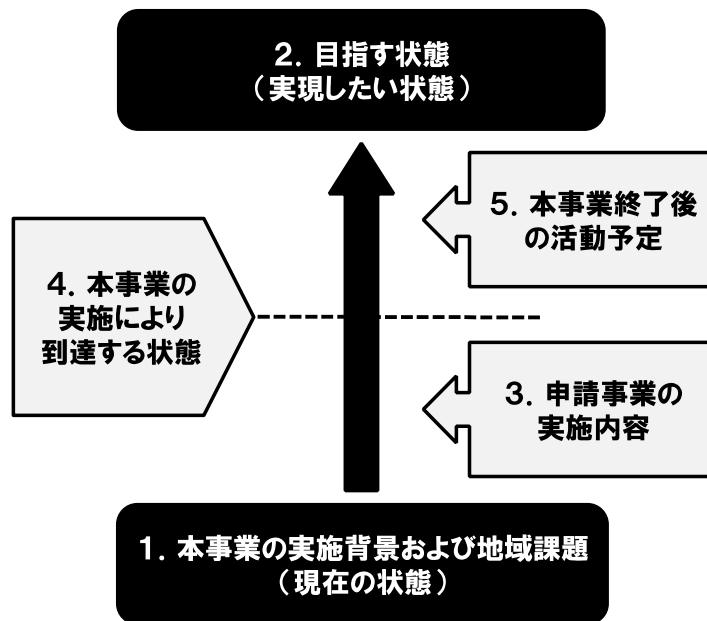 2. 目指す状態
（実現したい状態）
5. 本事業終了後
の活動予定
4. 本事業の
実施により
到達する状態
3. 申請事業の
実施内容
1. 本事業の実施背景および地域課題
（現在の状態）